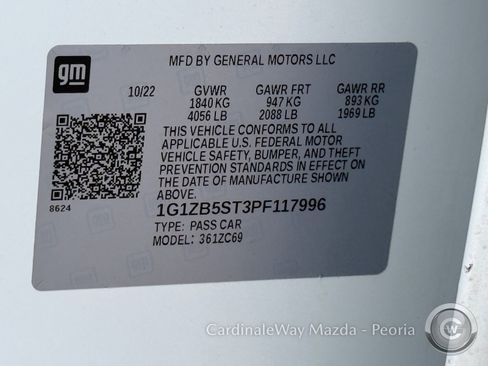 gm
MFD BY GENERAL MOTORS LLC
10/22 GVWR GAWR FRT GAWR RR
1840 KG 947 KG 893 KG
4056 LB 2088 LB 1969 LB
THIS VEHICLE CONFORMS TO ALL
APPLICABLE U.S. FEDERAL MOTOR
VEHICLE SAFETY, BUMPER, AND THEFT
PREVENTION STANDARDS IN EFFECT ON
THE DATE OF MANUFACTURE SHOWN
ABOVE.
8624
1G1ZB5ST3PF117996
TYPE: PASS CAR
MODEL: 361ZC69
CardinaleWay Mazda - Peoria
CW